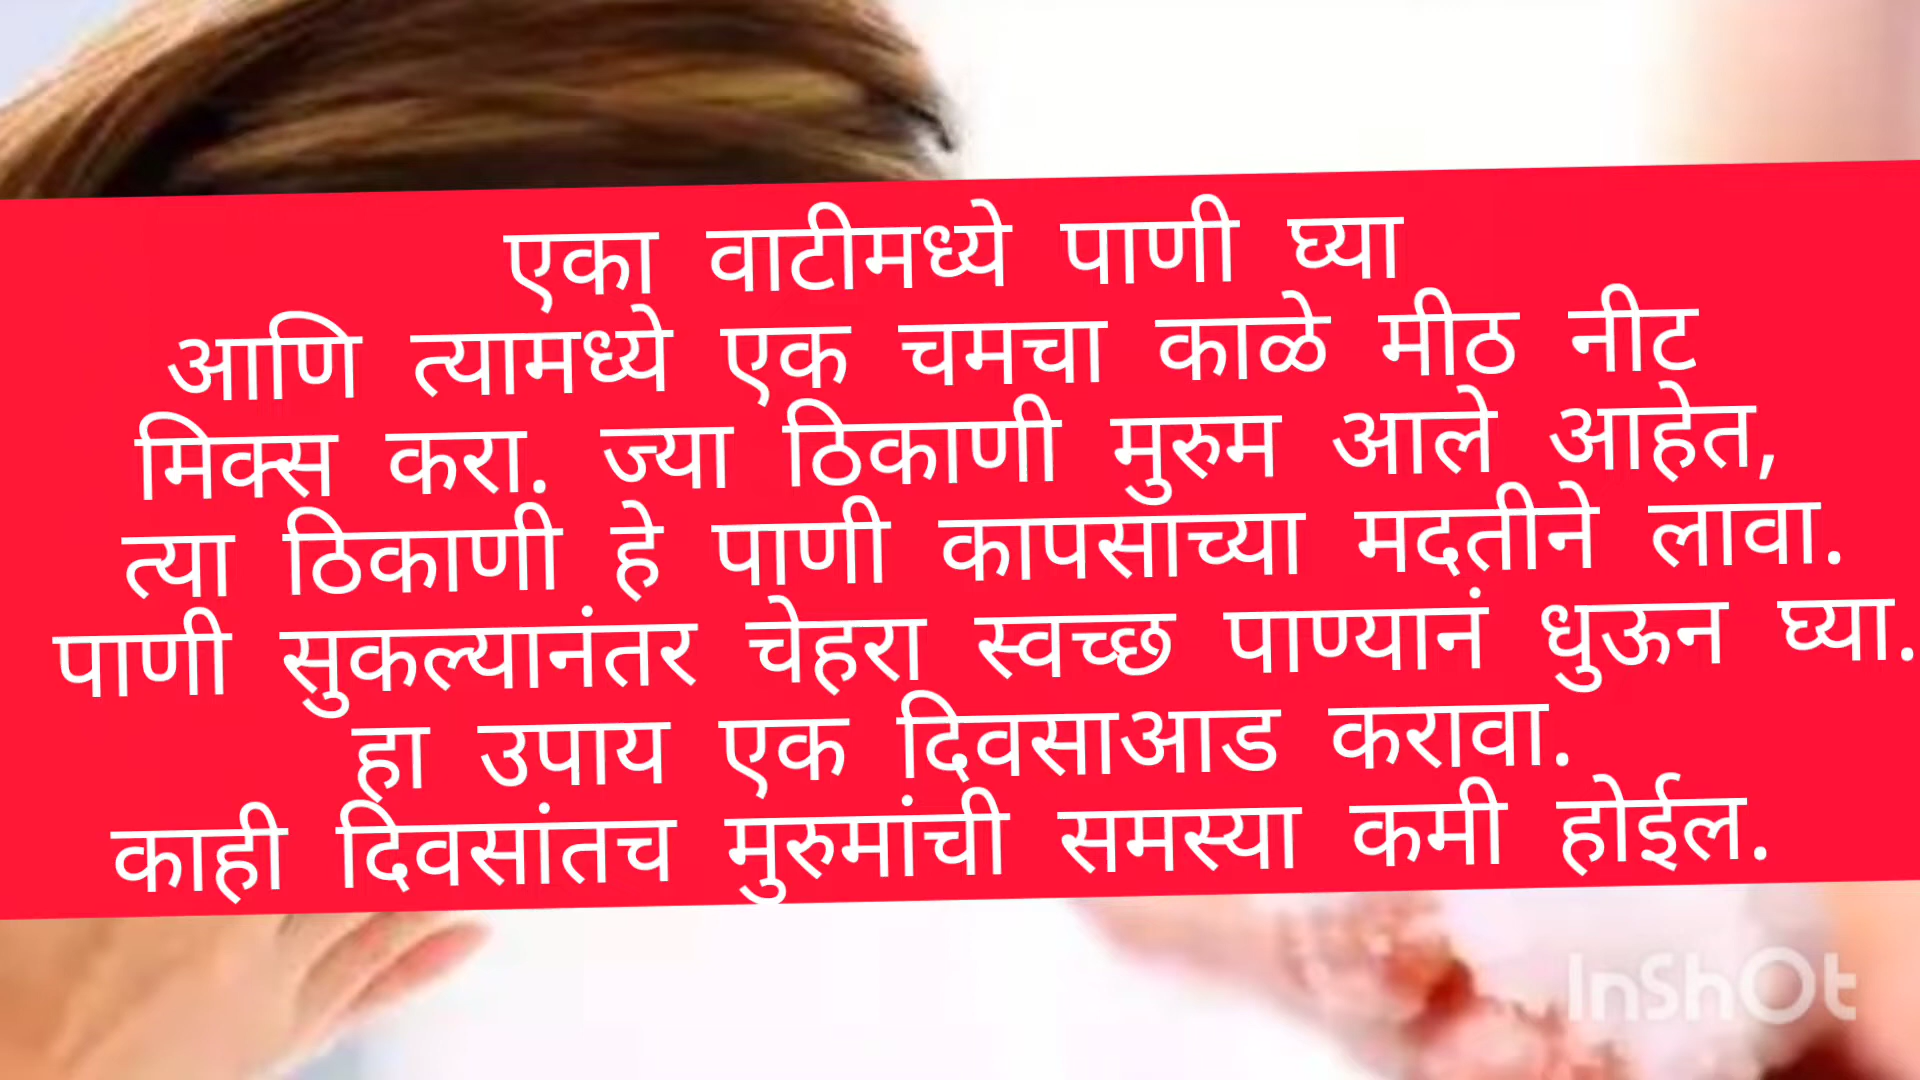 एका वाटीमध्ये पाणी घ्या
आणि त्यामध्ये एक चमचा काळे मीठ नीट
मिक्स करा. ज्या ठिकाणी मुरुम आले आहेत,
त्या ठिकाणी हे पाणी कापसाच्या मदतीने लावा.
पाणी सुकल्यानंतर चेहरा स्वच्छ पाण्यानं धुऊन घ्या.
हा उपाय एक दिवसाआड करावा.
काही दिवसांतच मुरुमांची समस्या कमी होईल.
InShOt